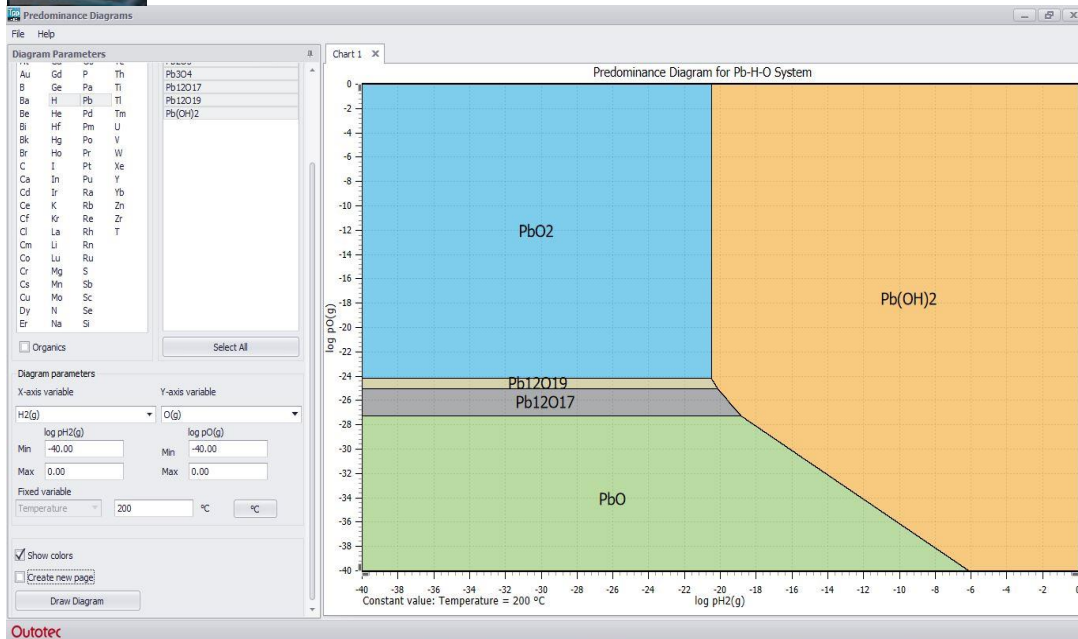 Predominance Diagrams
File Help
Diagram Parameters
Chart 1 X
Au Gd P Th
B Ge Pa Ti
Ba H Pb Tl
Be He Pd Tm
Bi Hf Pm U
Bk Hg Po V
Br Ho Pr W
C I Pt Xe
Ca In Pu Y
Cd Ir Ra Yb
Ce K Rb Zn
Cf Kr Re Zr
Cl La Rh T
Cm Li Rn
Co Lu Ru
Cr Mg S
Cs Mn Sb
Cu Mo Sc
Dy N Se
Er Na Si
Pb3O4
Pb12O17
Pb12O19
Pb(OH)2
Organics
Select All
Diagram parameters
X-axis variable Y-axis variable
H2(g) O(g)
log pH2(g) log pO(g)
Min -40.00 Min -40.00
Max 0.00 Max 0.00
Fixed variable
Temperature 200 ºC ºC
Show colors
Create new page
Draw Diagram
Outotec
Predominance Diagram for Pb-H-O System
0
-2
-4
-6
-8
-10
-12
-14
-16
-18
-20
-22
-24
-26
-28
-30
-32
-34
-36
-38
-40
log pO(g)
PbO2
Pb(OH)2
Pb12O19
Pb12O17
PbO
-40 -38 -36 -34 -32 -30 -28 -26 -24 -22 -20 -18 -16 -14 -12 -10 -8 -6 -4 -2 0
Constant value: Temperature = 200 ºC log pH2(g)